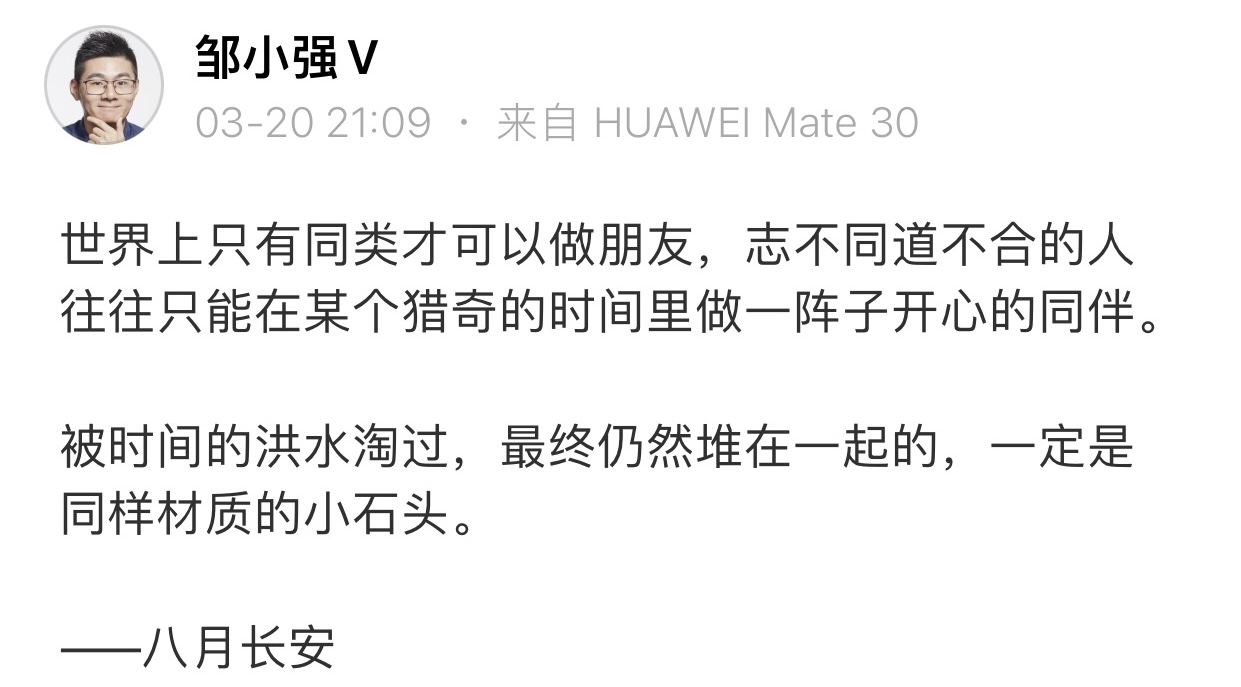 邹小强V
03-20 21:09 · 来自 HUAWEI Mate 30
世界上只有同类才可以做朋友，志不同道不合的人
往往只能在某个猎奇的时间里做一阵子开心的同伴。
被时间的洪水淘过，最终仍然堆在一起的，一定是
同样材质的小石头。
——八月长安